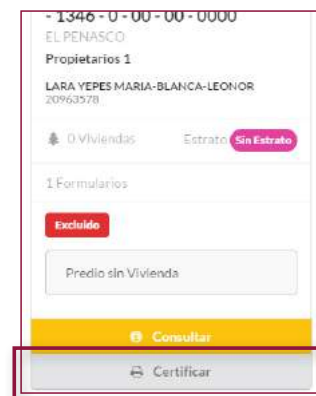 - 1346 - 0 - 00 - 00 - 0000
EL PENASCO
Propietarios 1
LARA YEPES MARIA-BLANCA-LEONOR
20963578
0 Viviendas Estrato Sin Estrato
1 Formularios
Excluido
Predio sin Vivienda
Consultar
Certificar